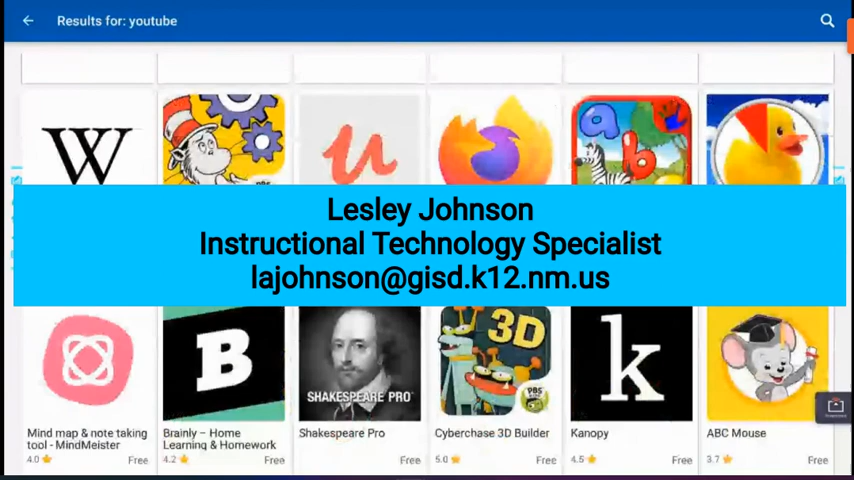 Results for: youtube
W
PBS
a
b
Lesley Johnson
Instructional Technology Specialist
lajohnson@gisd.k12.nm.us
B
SHAKESPEARE PRO
3D
PBS
k
Mind map & note taking
tool - MindMeister
4.0
Free
Brainly – Home
Learning & Homework
4.2
Free
Shakespeare Pro
Free
Cyberchase 3D Builder
5.0
Free
Kanopy
4.5
Free
ABC Mouse
3.7
Free